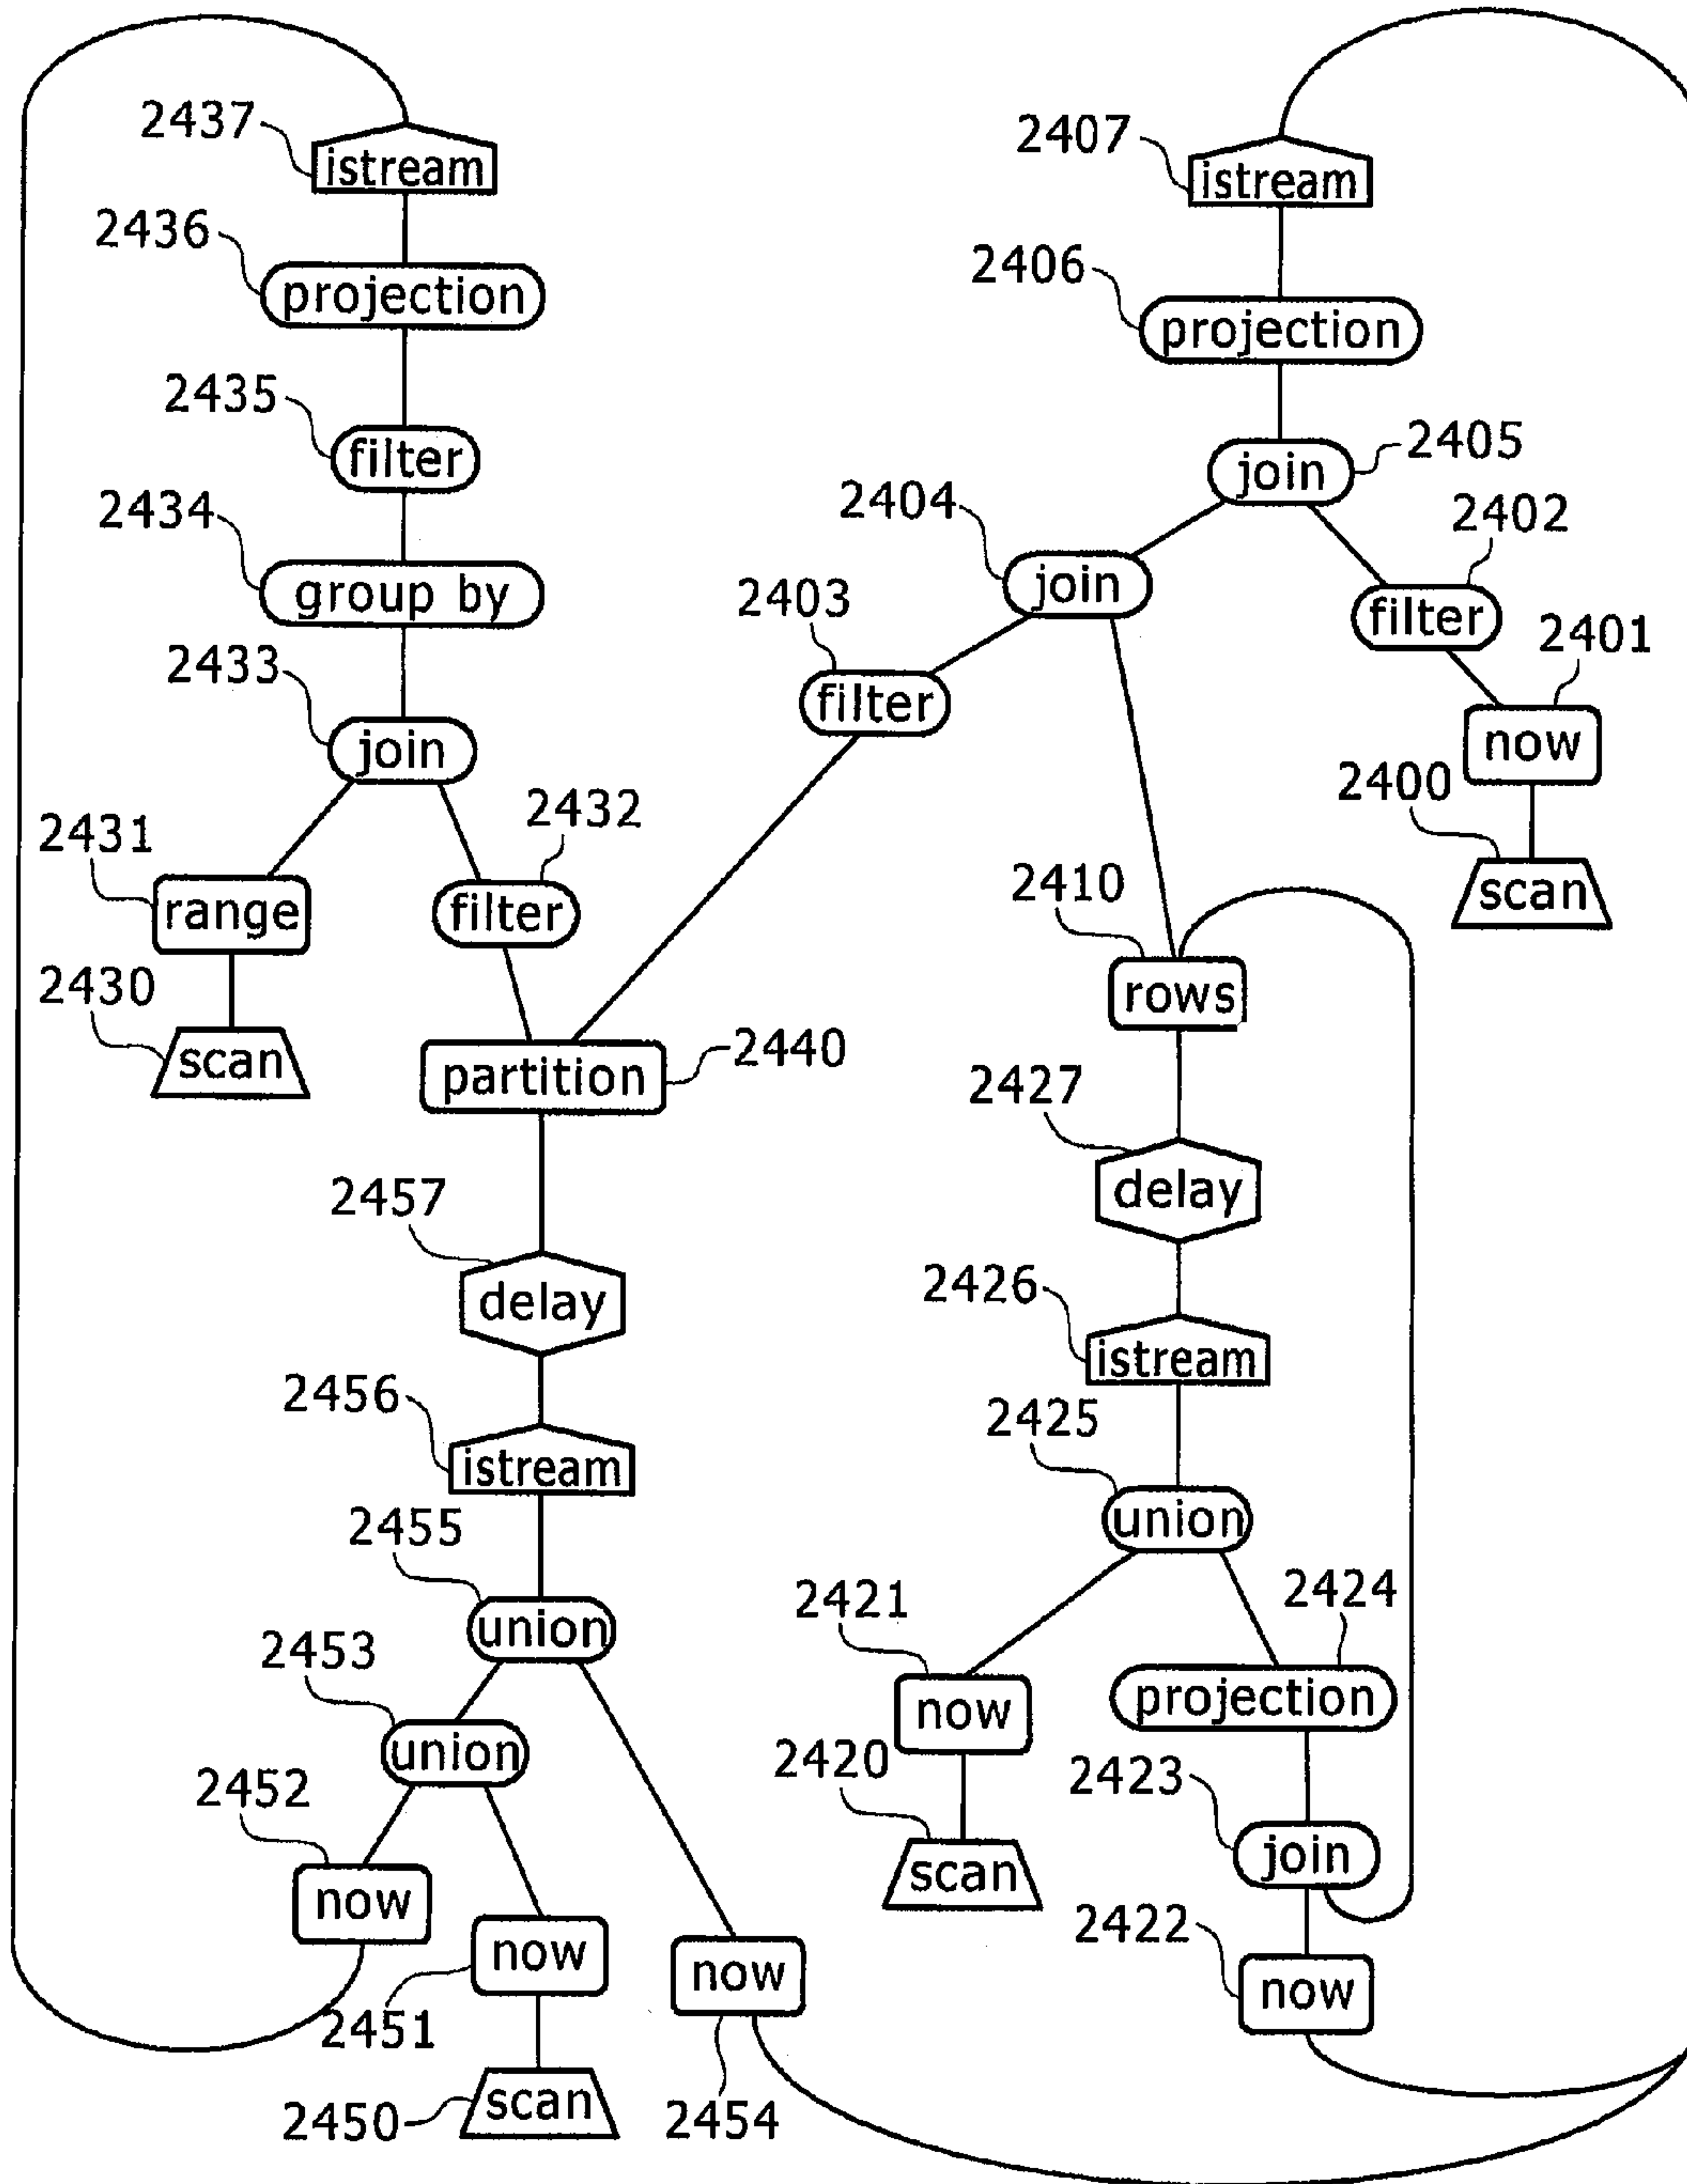 2437
istream
2407
istream
2436
projection
2406
projection
2435
filter
join
2405
2404
2402
2434
group by
join
filter
2403
2401
2433
join
filter
now
2432
2400
2431
range
filter
2410
scan
2430
scan
rows
partition
2440
2427
delay
2457
delay
2426
istream
2456
istream
2425
union
2455
union
2421
2424
2453
union
now
projection
2452
2420
2423
now
scan
join
now
now
2422
now
2451
2450
scan
2454